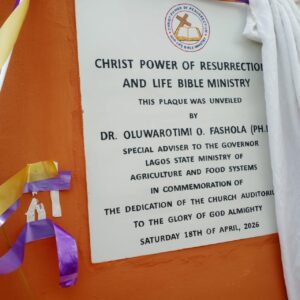 CHRIST POWER OF RESURRECTION
AND LIFE BIBLE MINISTRY
THIS PLAQUE WAS UNVEILED
BY
DR. OLUWAROTIMI O. FASHOLA (PH.D
SPECIAL ADVISER TO THE GOVERNOR
LAGOS STATE MINISTRY OF
AGRICULTURE AND FOOD SYSTEMS
IN COMMEMORATION OF
THE DEDICATION OF THE CHURCH AUDITORIU
TO THE GLORY OF GOD ALMIGHTY
SATURDAY 18TH OF APRIL, 2026